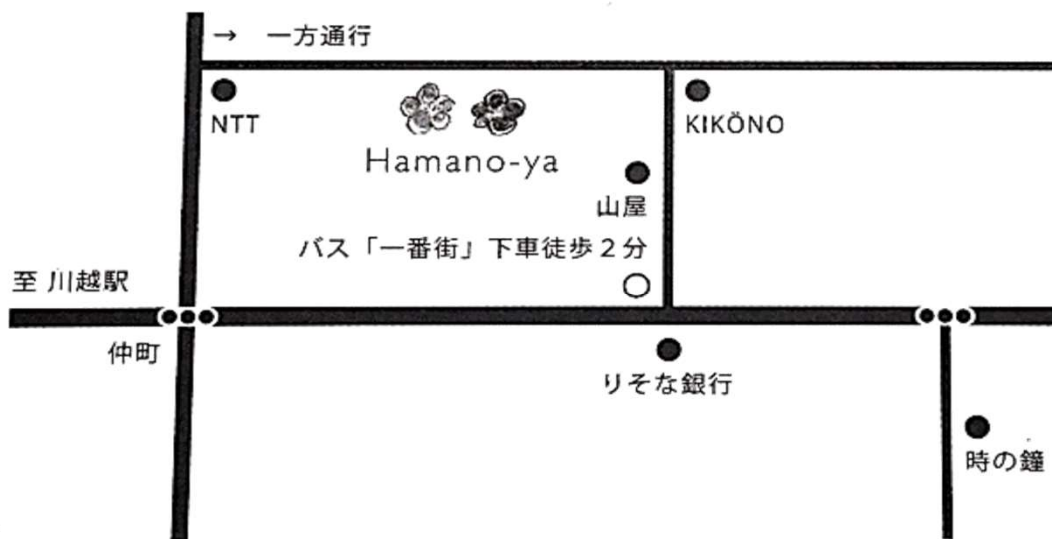 → 一方通行
NTT
KIKÖNO
Hamano-ya
山屋
バス「一番街」下車徒歩2分
至 川越駅
仲町
りそな銀行
時の鐘